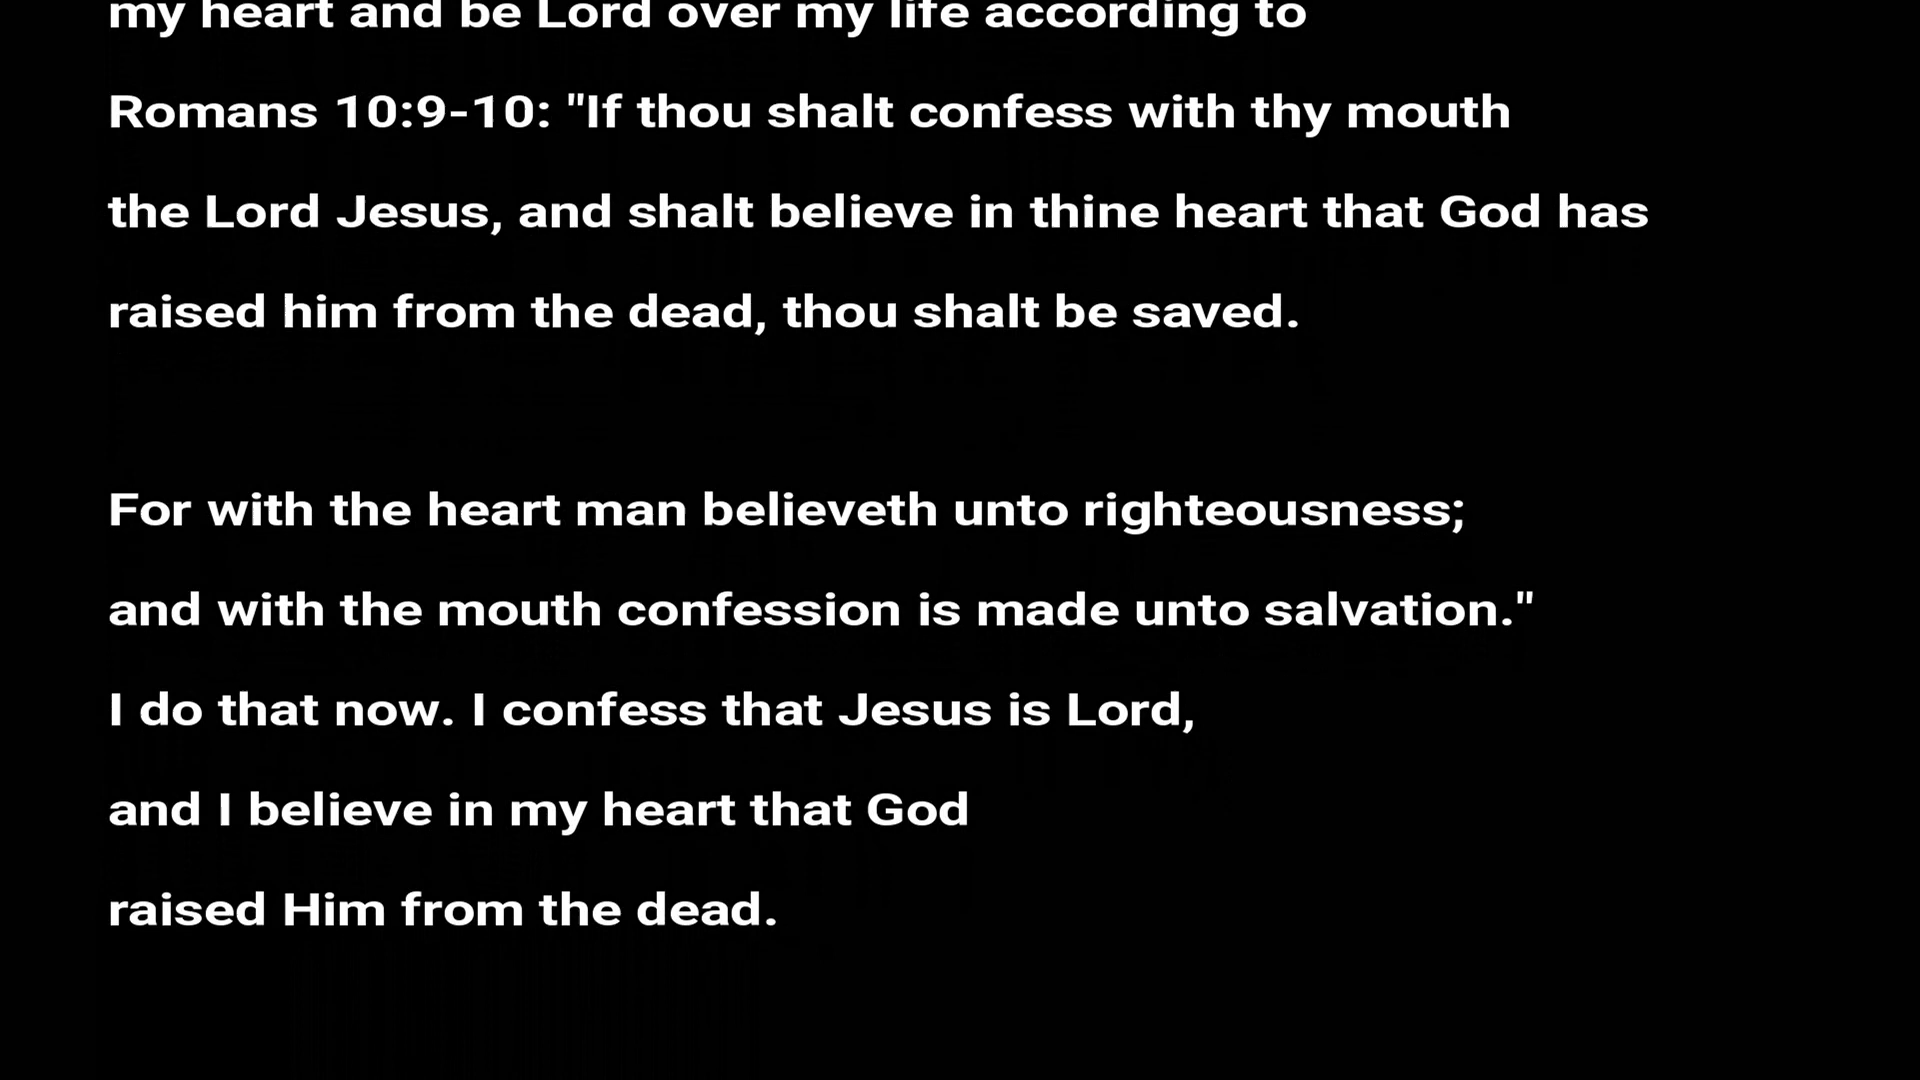 my heart and be Lord over my life according to
Romans 10:9-10: "If thou shalt confess with thy mouth
the Lord Jesus, and shalt believe in thine heart that God has
raised him from the dead, thou shalt be saved.
For with the heart man believeth unto righteousness;
and with the mouth confession is made unto salvation."
I do that now. I confess that Jesus is Lord,
and I believe in my heart that God
raised Him from the dead.